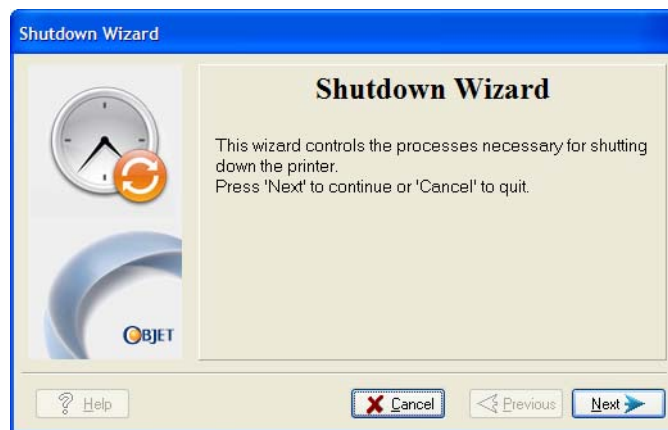 Shutdown Wizard
Shutdown Wizard
This wizard controls the processes necessary for shutting
down the printer.
Press 'Next' to continue or 'Cancel' to quit.
OBJET
Help
Cancel
Previous
Next